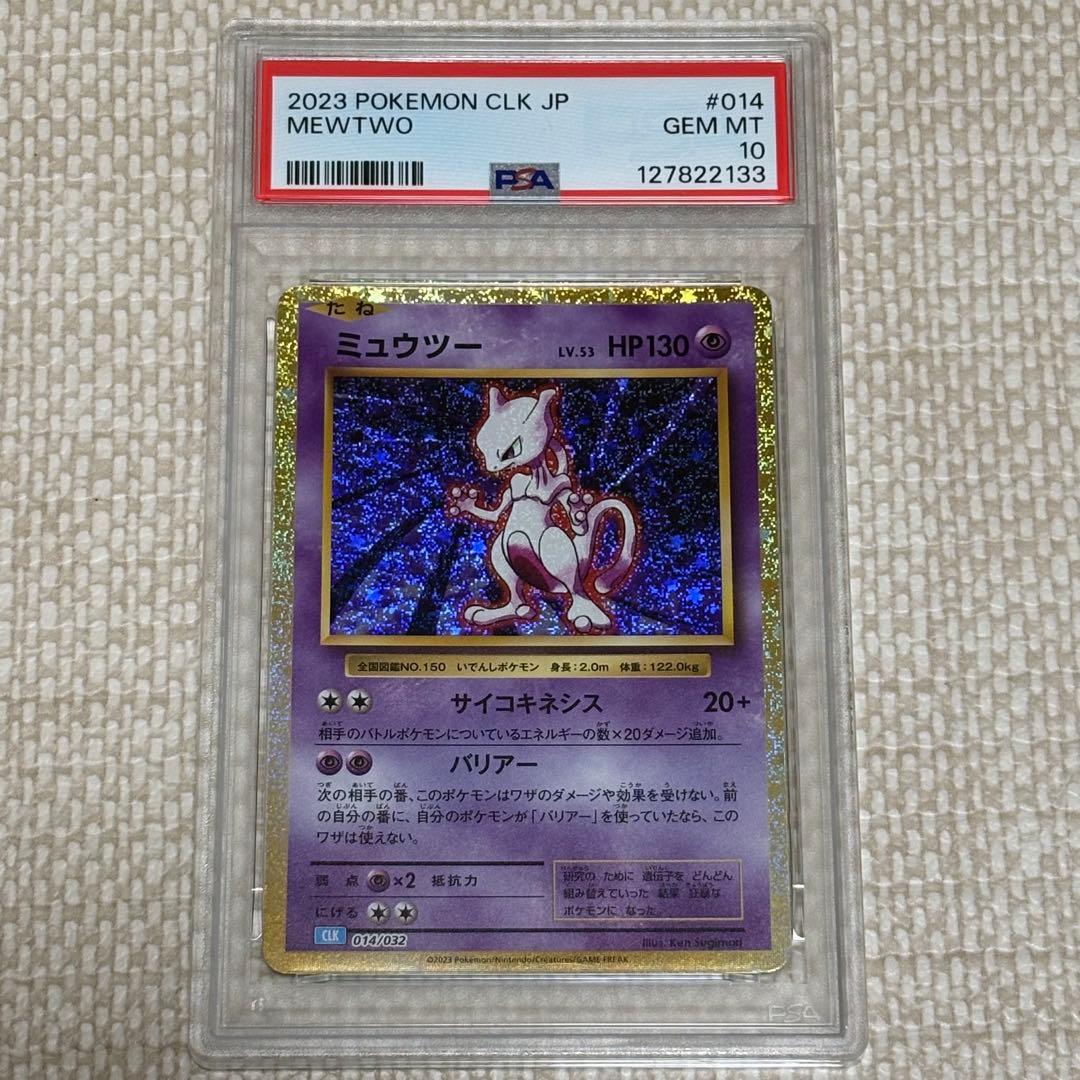 2023 POKEMON CLK JP #014
MEWTWO GEM MT
10
PSA 127822133
たね
ミュウツー LV.53 HP130
全国図鑑NO.150 いでんしポケモン 身長:2.0m 体重:122.0kg
サイコキネシス 20+
相手のバトルポケモンについているエネルギーの数×20ダメージ追加。
バリアー
次の相手の番、このポケモンはワザのダメージや効果を受けない。前
の自分の番に、自分のポケモンが「バリアー」を使っていたなら、この
ワザは使えない。
弱点 ×2 抵抗力
にげる
研究の ために 遺伝子を どんどん
組み替えていった 結果 狂暴な
ポケモンに なった。
CLK 014/032
Illus. Ken Sugimori
©2023 Pokémon/Nintendo/Creatures/GAME FREAK
PSA